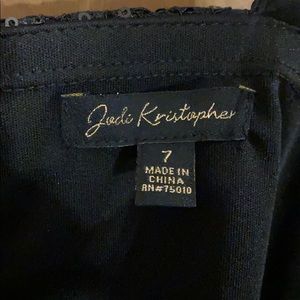 Jodi Kristopher
7
MADE IN
CHINA
RN#75010